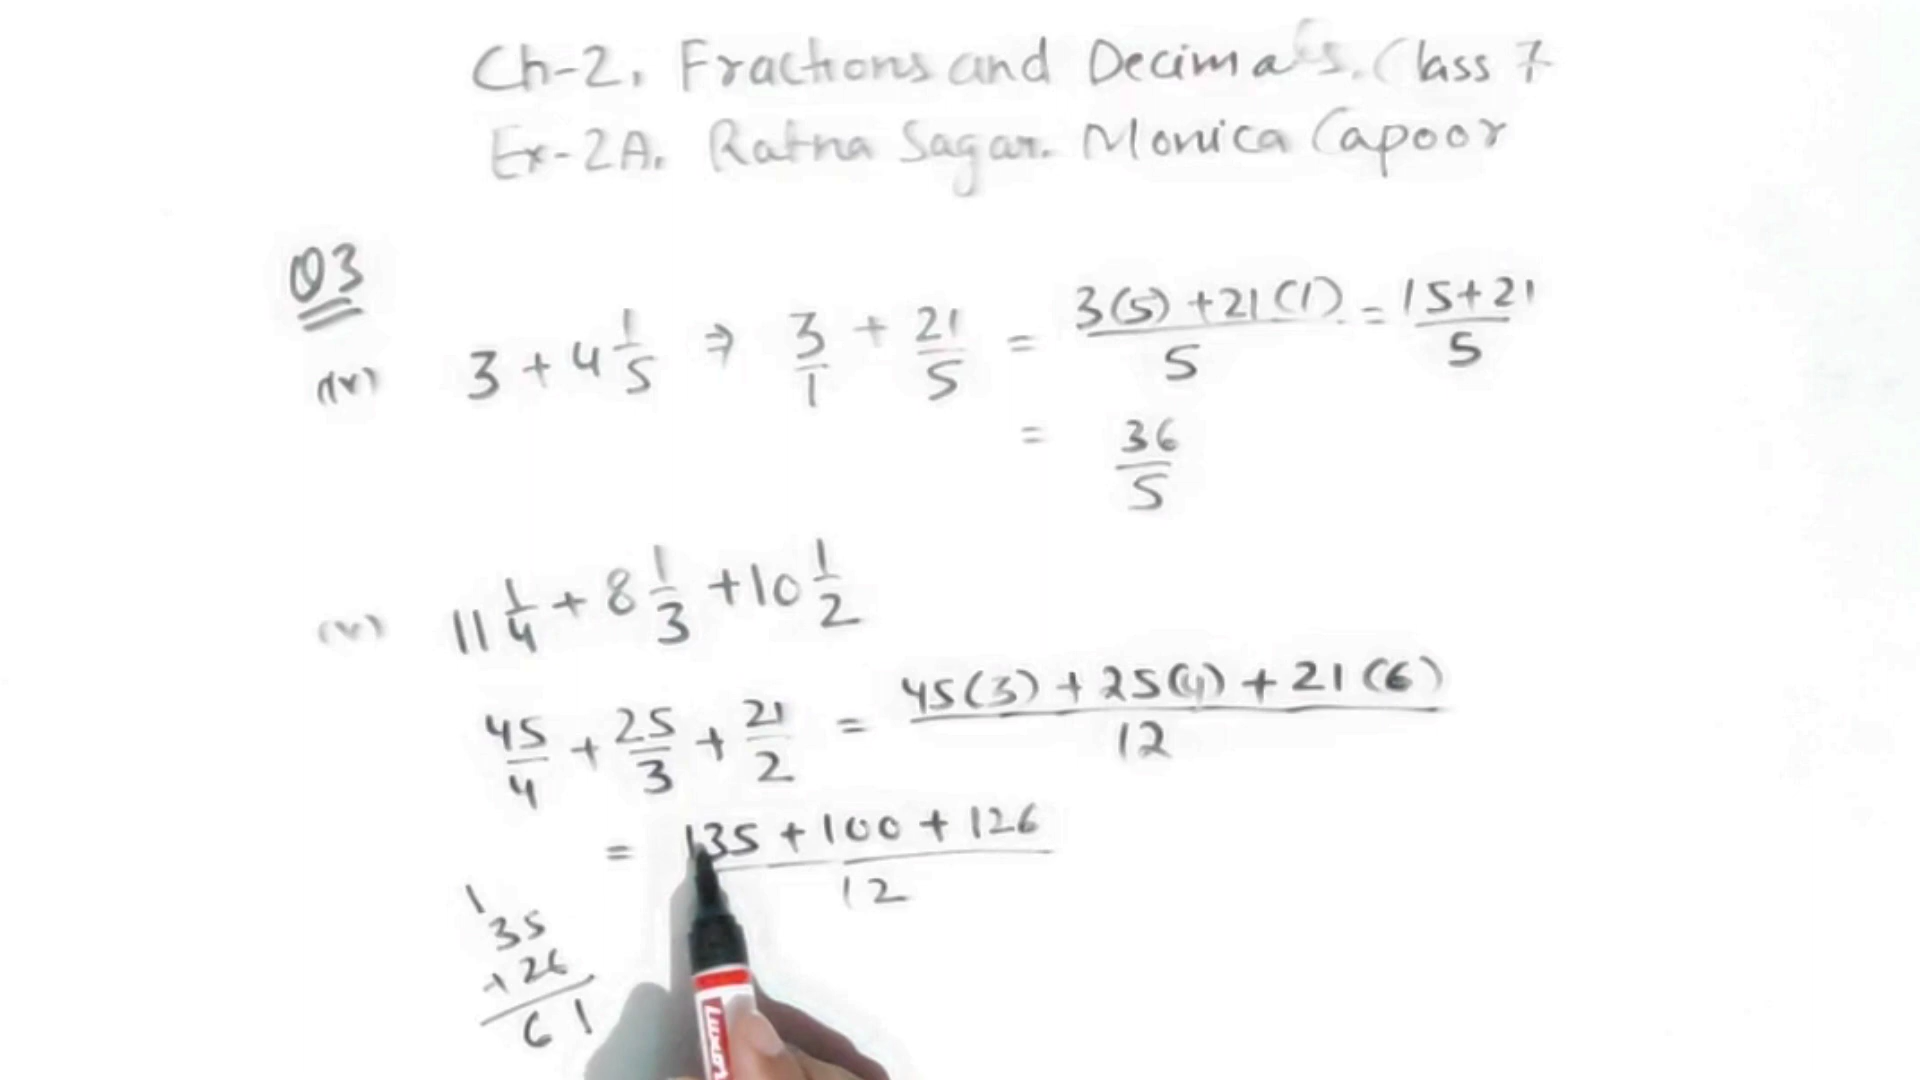 Ch-2. Fractions and Decimals. Class 7
Ex-2A. Ratna Sagar. Monica Capoor
Q3
(iv) 3 + 4 1/5 ⇒ 3/1 + 21/5 = 3(5) + 21(1)/5 = 15+21/5
= 36/5
(v) 11 1/4 + 8 1/3 + 10 1/2
45/4 + 25/3 + 21/2 = 45(3) + 25(4) + 21(6)/12
= 135 + 100 + 126/12
1
35
+26
61